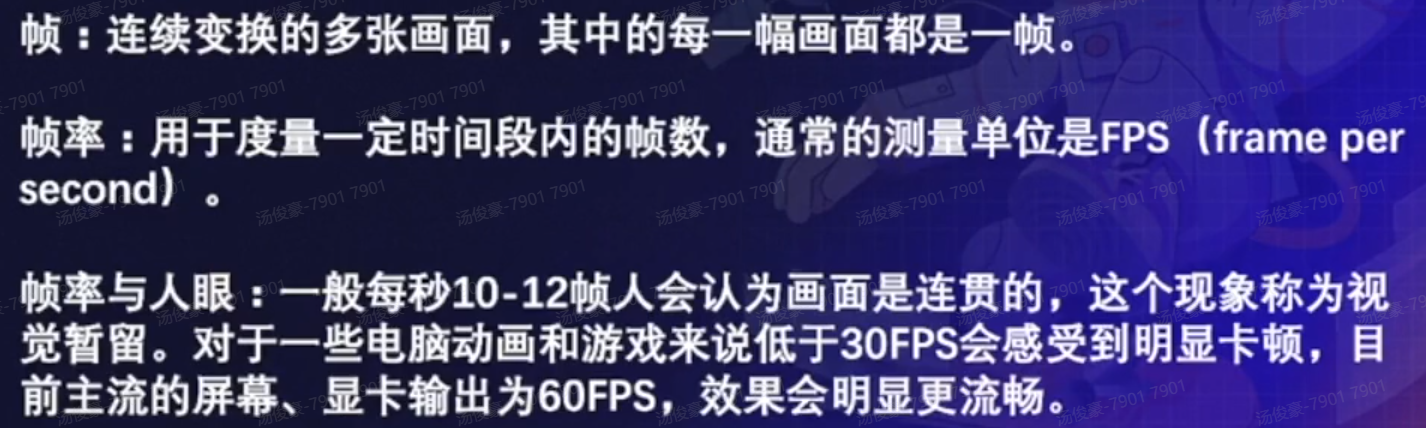 帧：连续变换的多张画面，其中的每一幅画面都是一帧。
帧率：用于度量一定时间段内的帧数，通常的测量单位是FPS（frame per
second）。
帧率与人眼：一般每秒10-12帧人会认为画面是连贯的，这个现象称为视
觉暂留。对于一些电脑动画和游戏来说低于30FPS会感受到明显卡顿，目
前主流的屏幕、显卡输出为60FPS，效果会明显更流畅。
汤俊豪-7901 7901